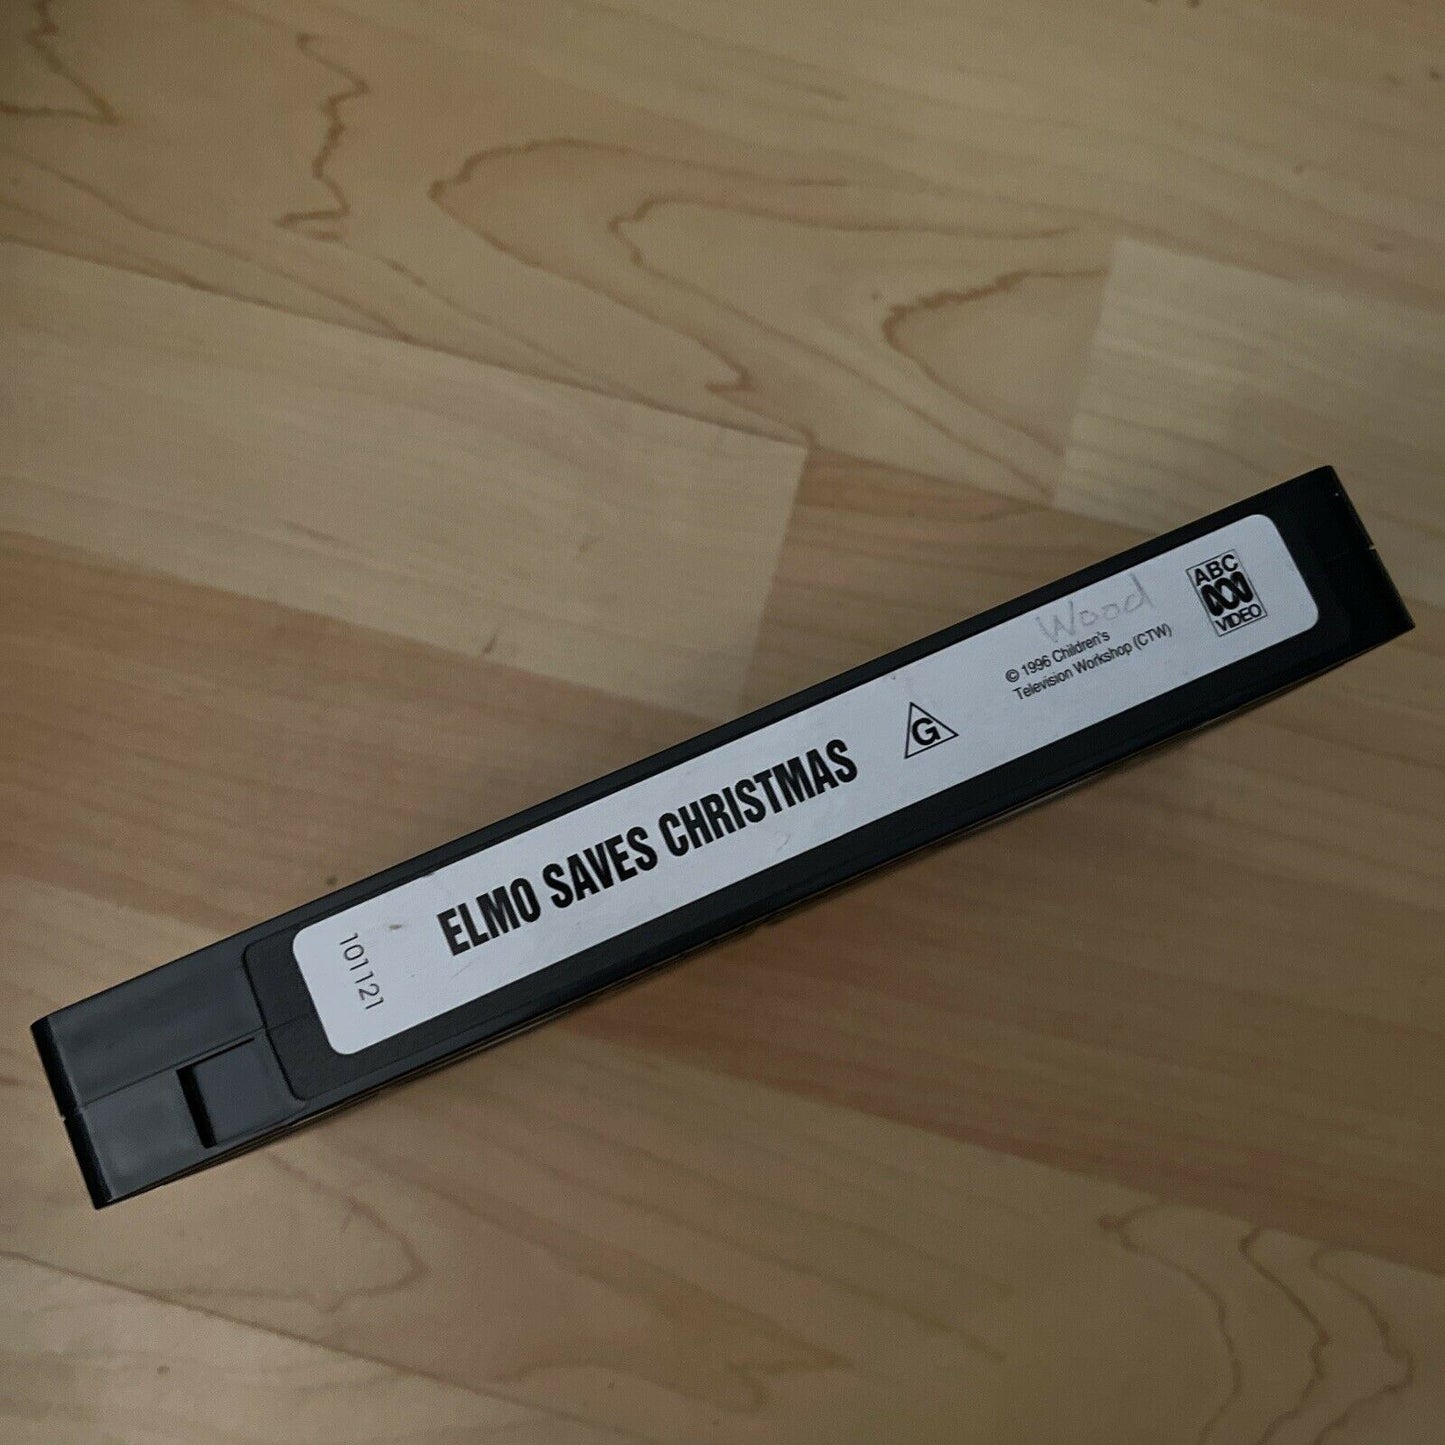 101121
ELMO SAVES CHRISTMAS
G
Wood
© 1996 Children's
Television Workshop (CTW)
ABC
VIDEO